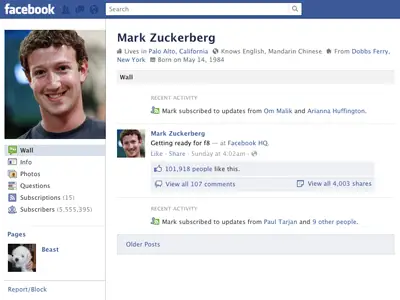 facebook
Search
Mark Zuckerberg
Lives in Palo Alto, California Knows English, Mandarin Chinese From Dobbs Ferry,
New York Born on May 14, 1984
Wall
RECENT ACTIVITY
Mark subscribed to updates from Om Malik and Arianna Huffington.
Mark Zuckerberg
Getting ready for f8 — at Facebook HQ.
Like · Share · Sunday at 4:02am ·
101,918 people like this.
View all 107 comments
View all 4,003 shares
RECENT ACTIVITY
Mark subscribed to updates from Paul Tarjan and 9 other people.
Older Posts
Wall
Info
Photos
Questions
Subscriptions (15)
Subscribers (5,555,395)
Pages
Beast
Report/Block